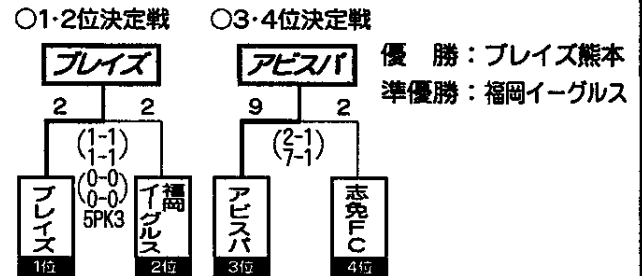 ○1・2位決定戦
ブレイズ
2 2
(1-1
1-1)
(0-0
0-0)
5PK3
ブレイズ
福岡イーグルス
1位
2位
○3・4位決定戦
アビスパ
9 2
(2-1
7-1)
アビスパ
志免FC
3位
4位
優　勝：ブレイズ熊本
準優勝：福岡イーグルス